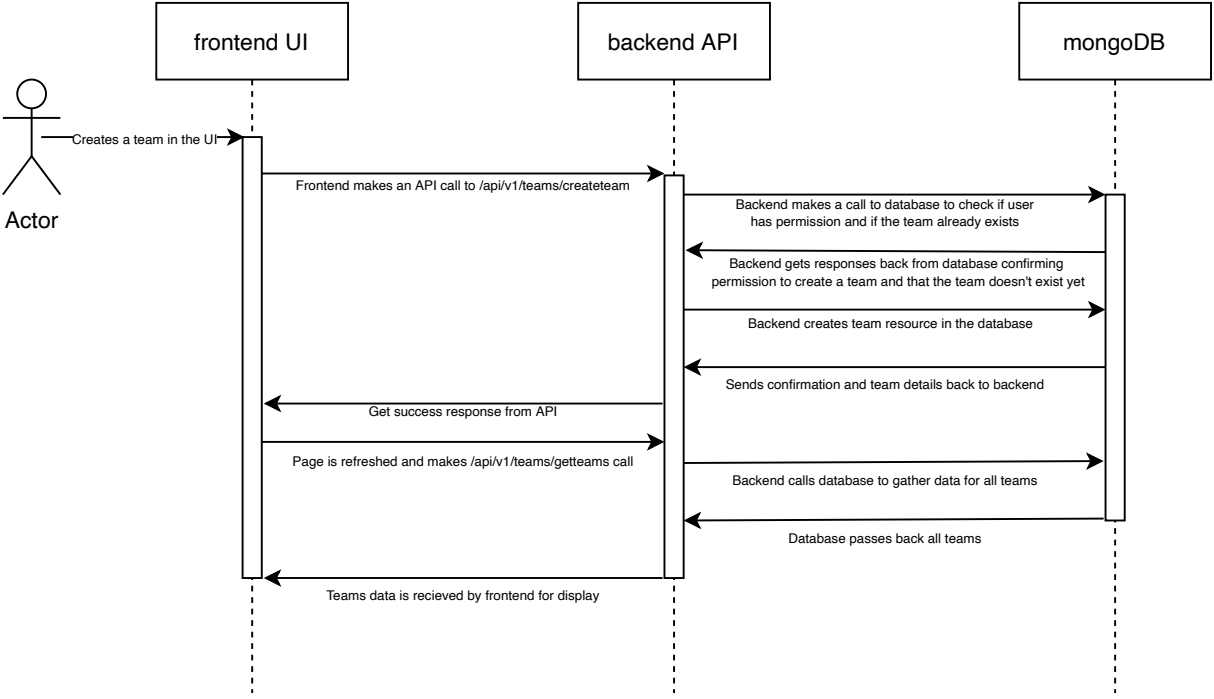 frontend UI
backend API
mongoDB
Creates a team in the UI
Actor
Frontend makes an API call to /api/v1/teams/createteam
Backend makes a call to database to check if user
has permission and if the team already exists
Backend gets responses back from database confirming
permission to create a team and that the team doesn't exist yet
Backend creates team resource in the database
Sends confirmation and team details back to backend
Get success response from API
Page is refreshed and makes /api/v1/teams/getteams call
Backend calls database to gather data for all teams
Database passes back all teams
Teams data is recieved by frontend for display